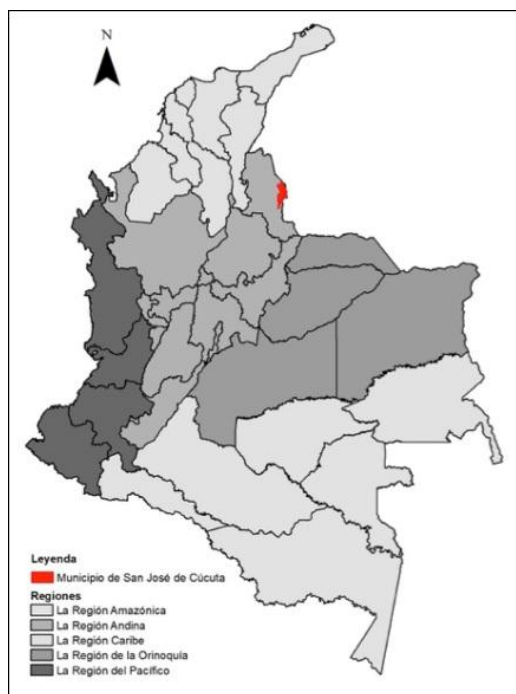 N
Leyenda
Municipio de San José de Cúcuta
Regiones
La Región Amazónica
La Región Andina
La Región Caribe
La Región de la Orinoquía
La Región del Pacífico